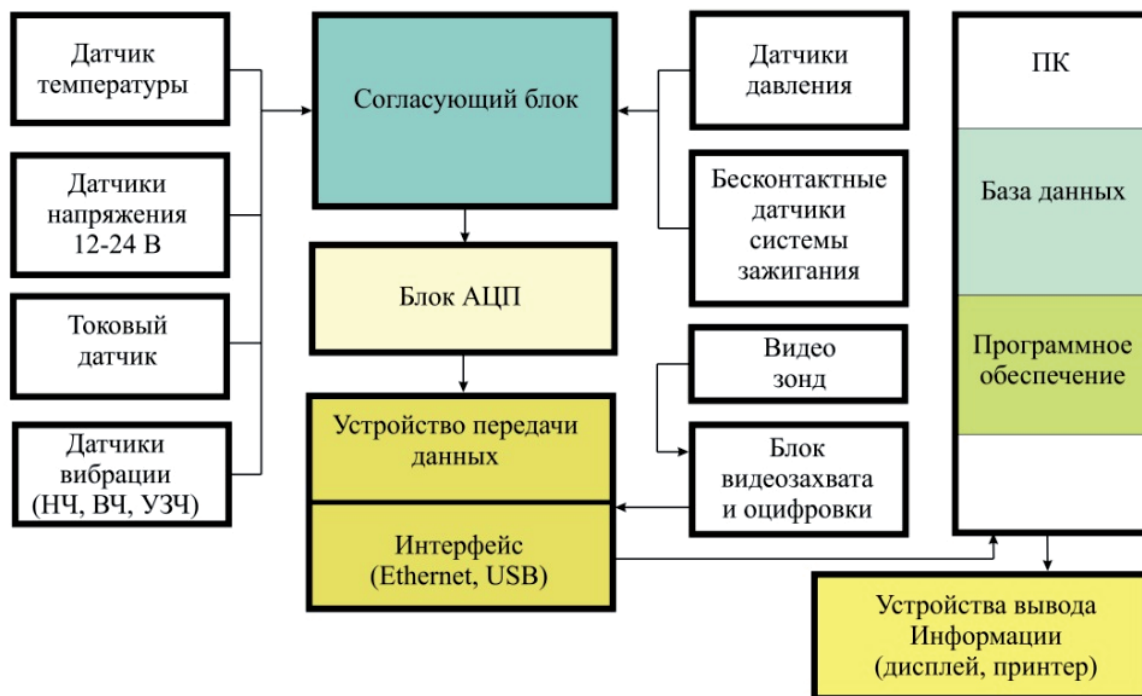 Датчик
температуры
Датчики
напряжения
12-24 В
Токовый
датчик
Датчики
вибрации
(НЧ, ВЧ, УЗЧ)
Согласующий блок
Блок АЦП
Устройство передачи
данных
Интерфейс
(Ethernet, USB)
Датчики
давления
Бесконтактные
датчики
системы
зажигания
Видео
зонд
Блок
видеозахвата
и оцифровки
ПК
База данных
Программное
обеспечение
Устройства вывода
Информации
(дисплей, принтер)